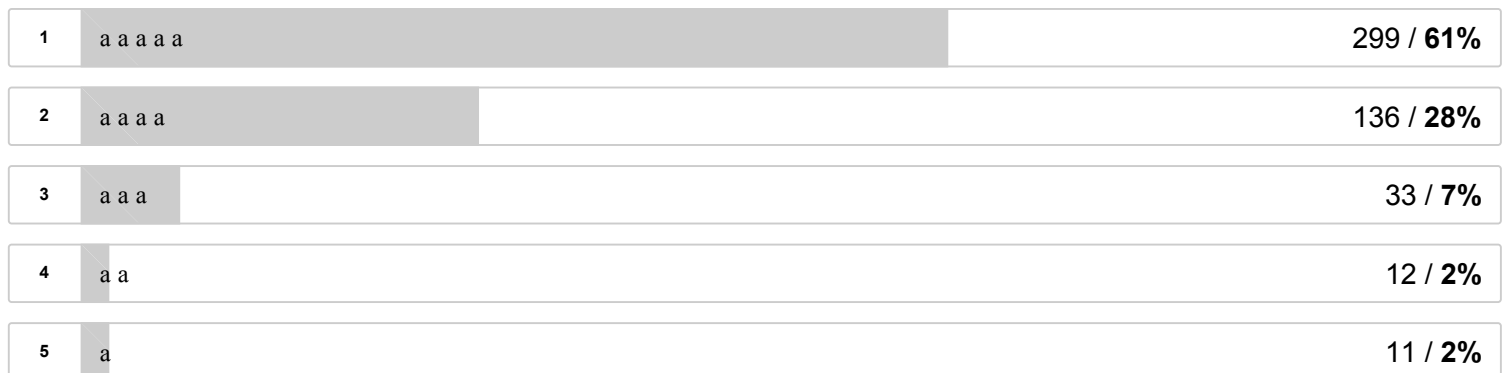 1 a a a a a 299 / 61%
2 a a a a 136 / 28%
3 a a a 33 / 7%
4 a a 12 / 2%
5 a 11 / 2%